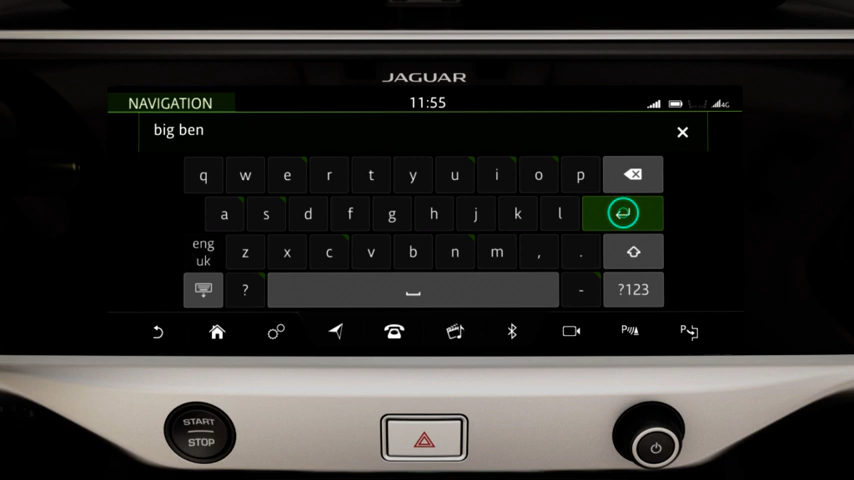 JAGUAR
NAVIGATION 11:55 4G
big ben
q w e r t y u i o p
a s d f g h j k l
eng uk z x c v b n m , .
? - ?123
P P
START
STOP